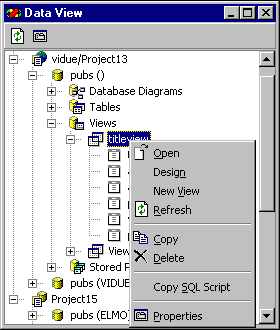 Data View
vidue/Project13
pubs ()
Database Diagrams
Tables
Views
titleview
Open
Design
New View
Refresh
Copy
Delete
Copy SQL Script
Properties
View
Stored P
pubs (VIDUE
Project15
pubs (ELMO